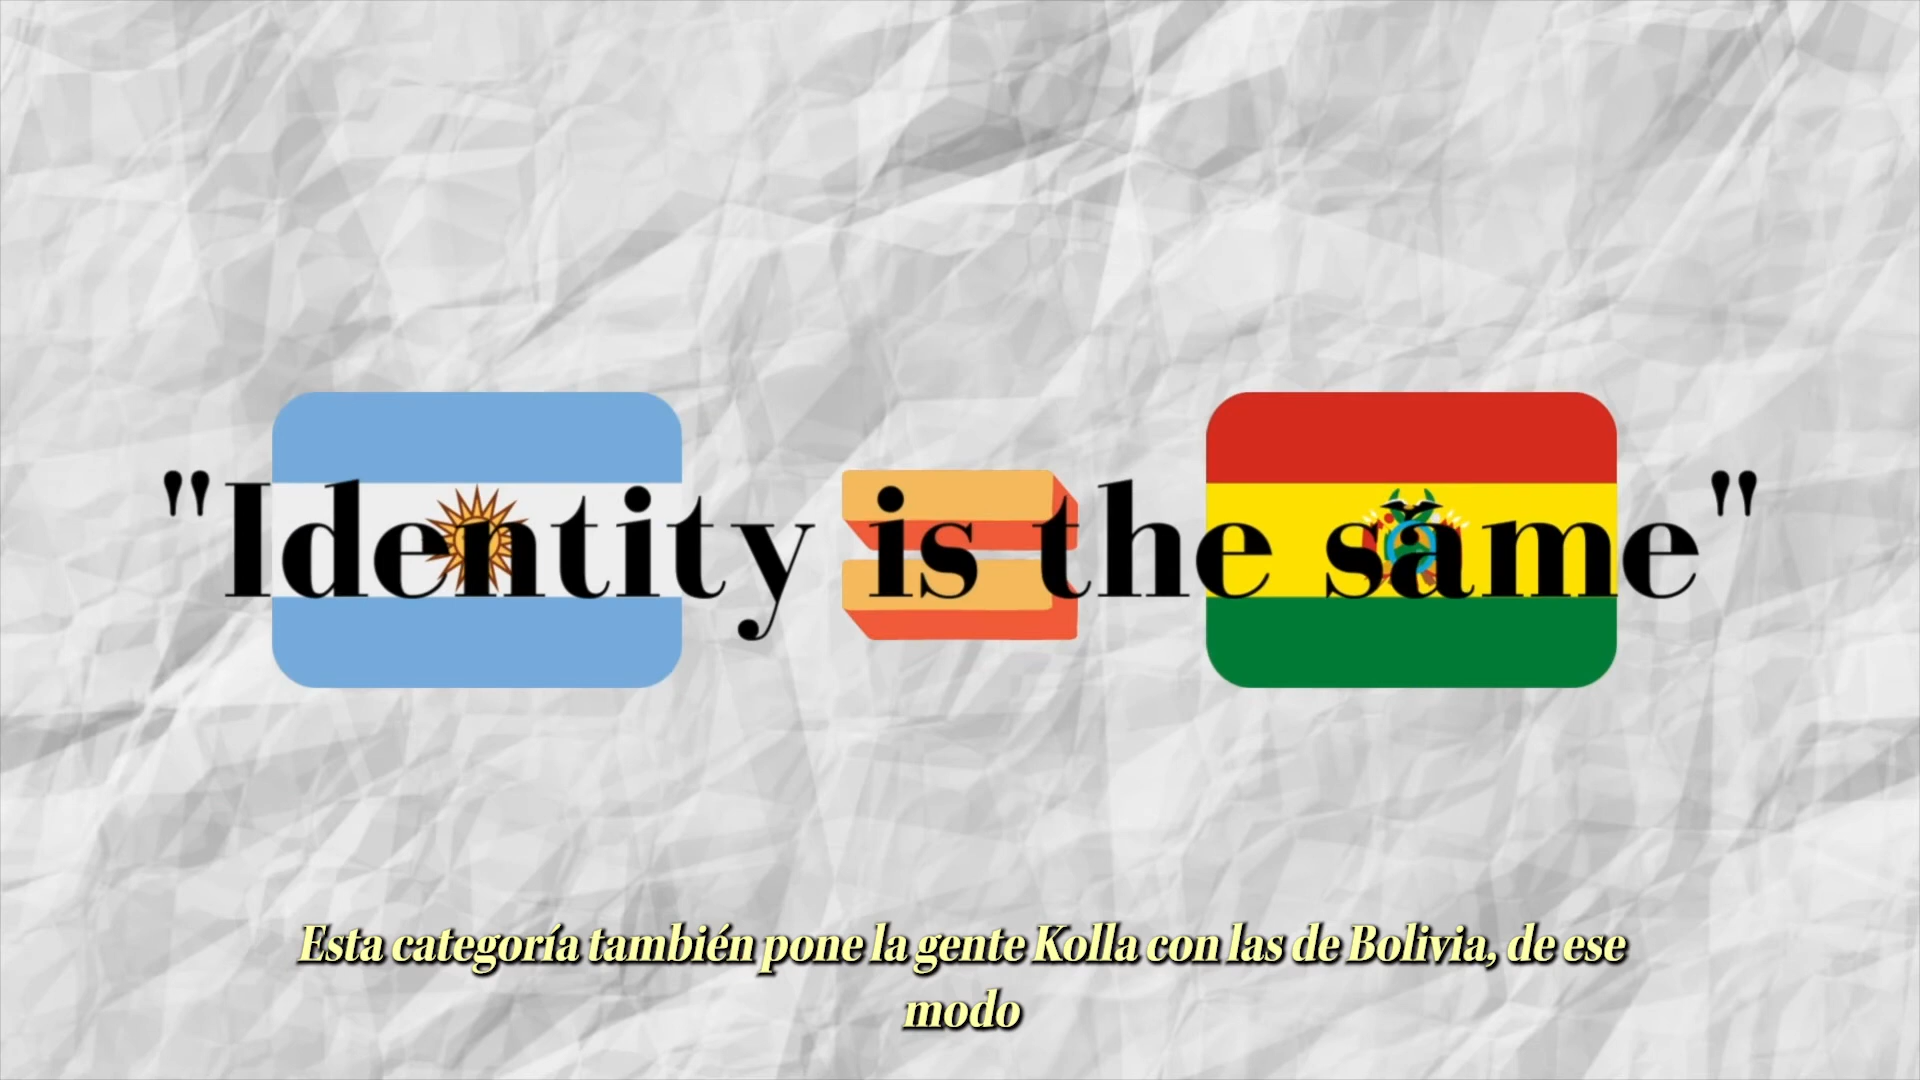 "Identity is the same"
Esta categoría también pone la gente Kolla con las de Bolivia, de ese
modo